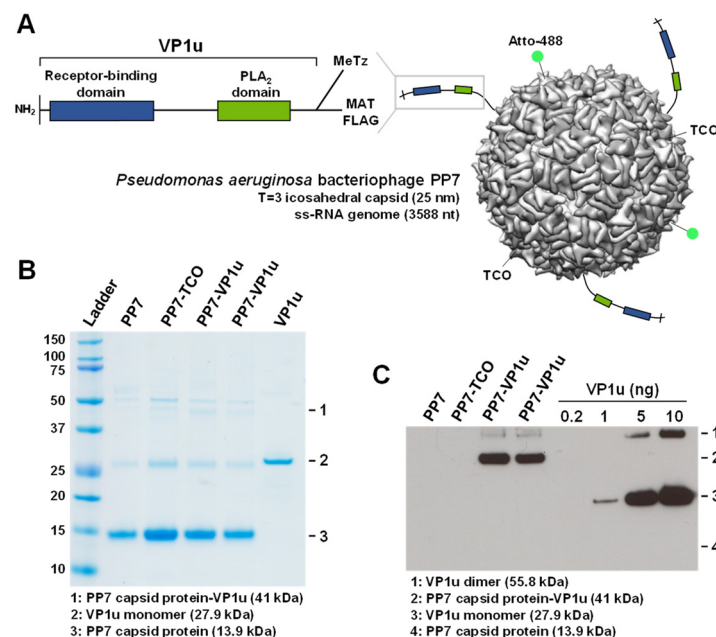 A
VP1u
Receptor-binding
domain
PLA2
domain
MeTz
NH2
MAT
FLAG
Atto-488
TCO
TCO
Pseudomonas aeruginosa bacteriophage PP7
T=3 icosahedral capsid (25 nm)
ss-RNA genome (3588 nt)
B
Ladder
PP7
PP7-TCO
PP7-VP1u
PP7-VP1u
VP1u
150
100
75
50
37
25
20
15
10
– 1
– 2
– 3
1: PP7 capsid protein-VP1u (41 kDa)
2: VP1u monomer (27.9 kDa)
3: PP7 capsid protein (13.9 kDa)
C
PP7
PP7-TCO
PP7-VP1u
PP7-VP1u
VP1u (ng)
0.2 1 5 10
- 1
- 2
- 3
- 4
1: VP1u dimer (55.8 kDa)
2: PP7 capsid protein-VP1u (41 kDa)
3: VP1u monomer (27.9 kDa)
4: PP7 capsid protein (13.9 kDa)